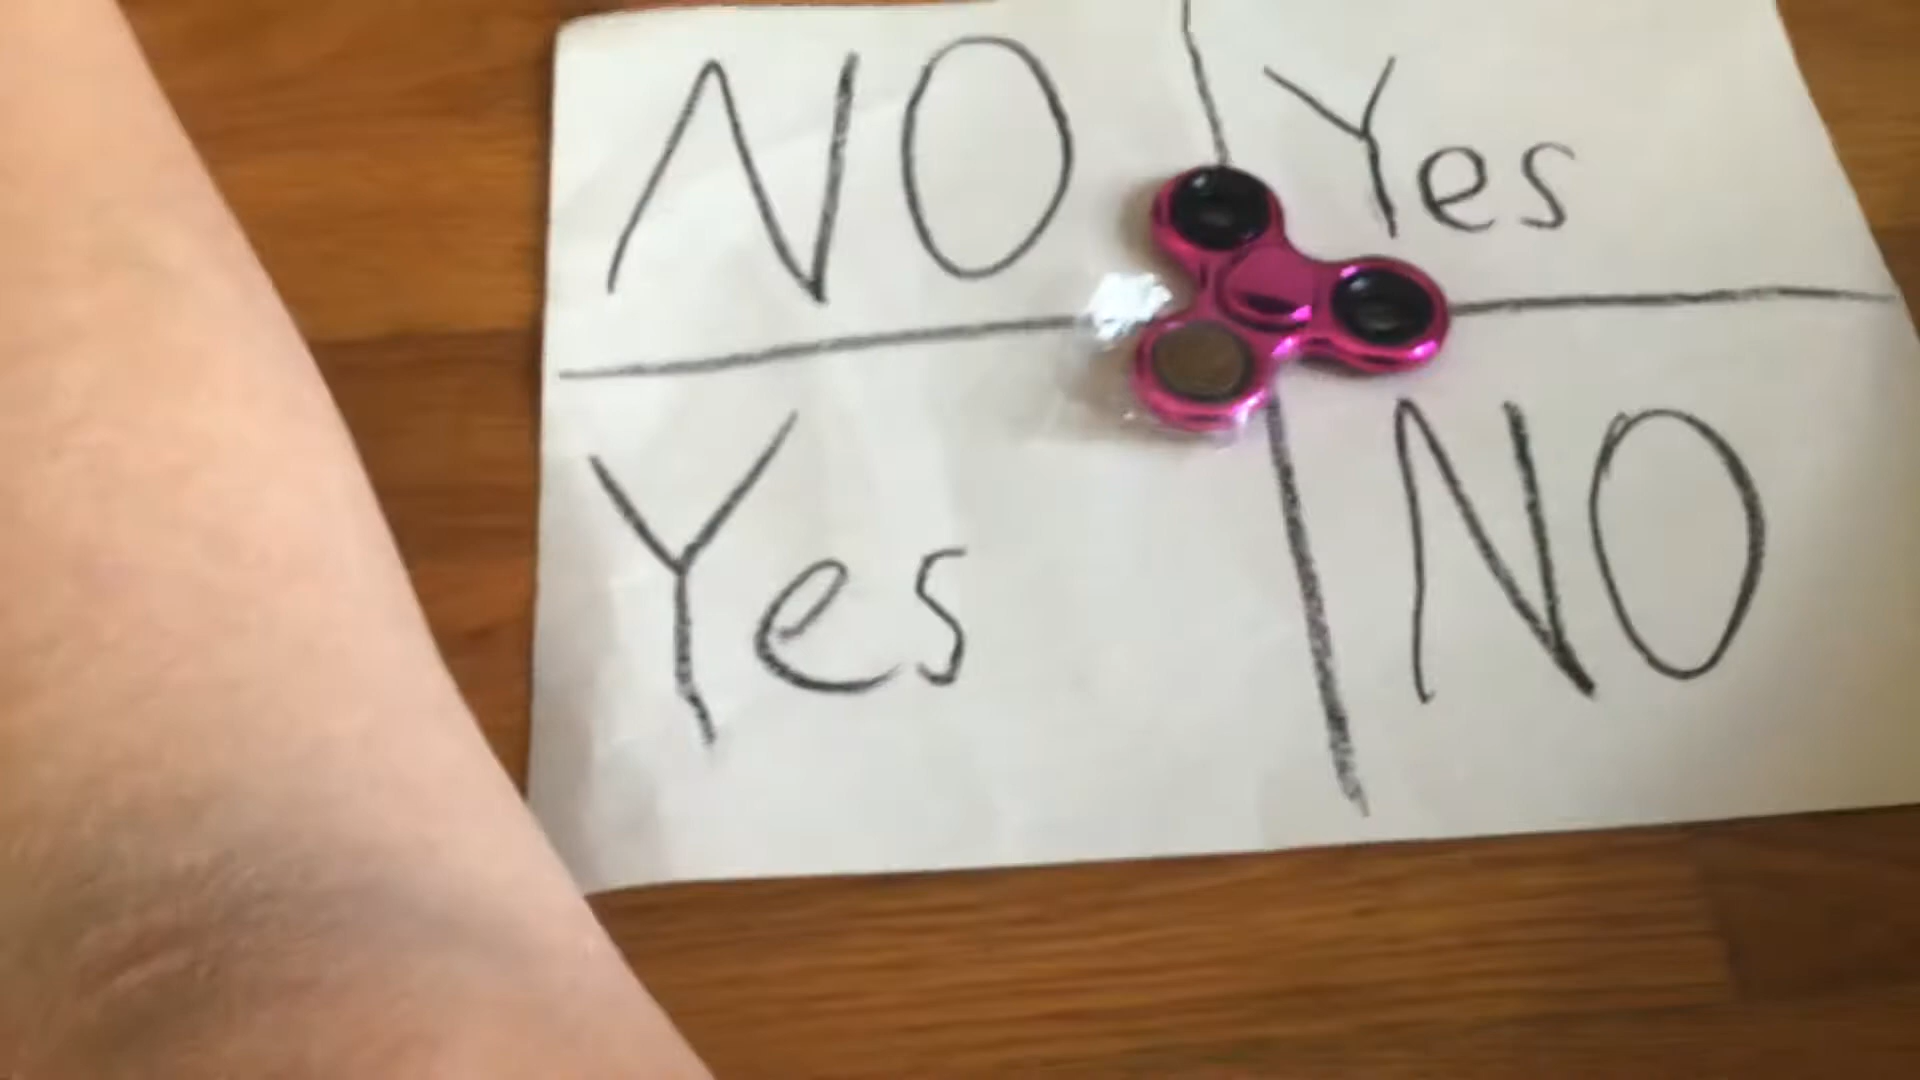 NO Yes
Yes NO